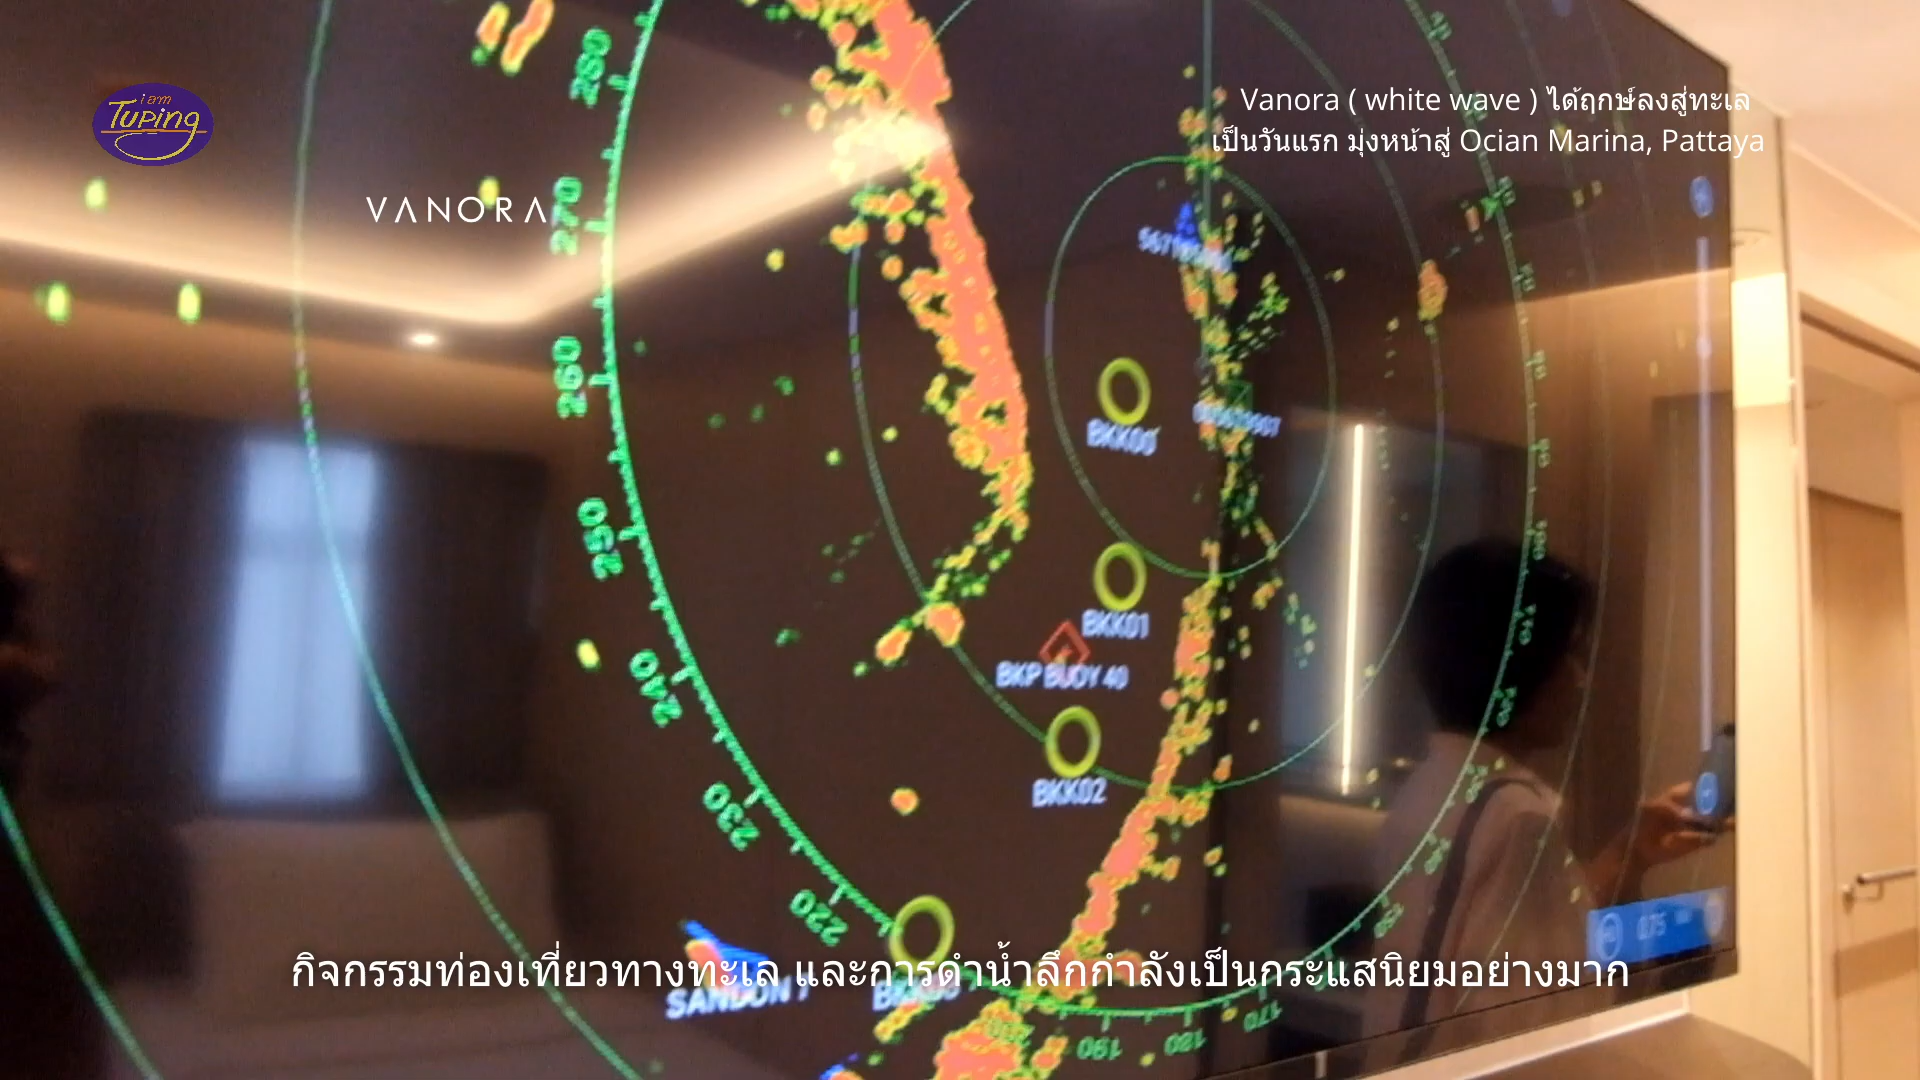 i am
Tuping
Vanora ( white wave ) ได้ฤกษ์ลงสู่ทะเล
เป็นวันแรก มุ่งหน้าสู่ Ocian Marina, Pattaya
VANORA
280
270
260
250
240
230
220
190
180
170
BKK00
BKK01
BKP BUOY 40
BKK02
SANDON 1
กิจกรรมท่องเที่ยวทางทะเล และการดำน้ำลึกกำลังเป็นกระแสนิยมอย่างมาก